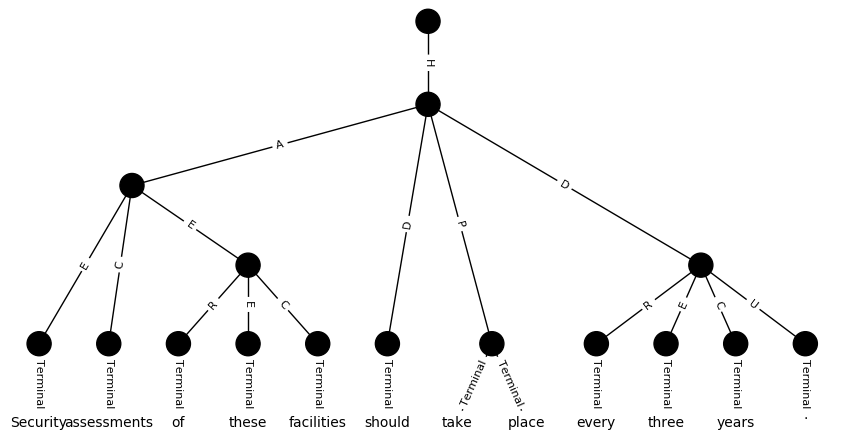 H
A
D
E
D
P
E
C
R
E
C
R
E
C
U
Terminal Terminal Terminal Terminal Terminal Terminal Terminal Terminal Terminal Terminal Terminal Terminal
Security assessments of these facilities should take place every three years .